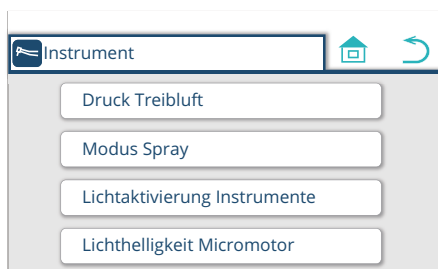 Instrument
Druck Treibluft
Modus Spray
Lichtaktivierung Instrumente
Lichthelligkeit Micromotor